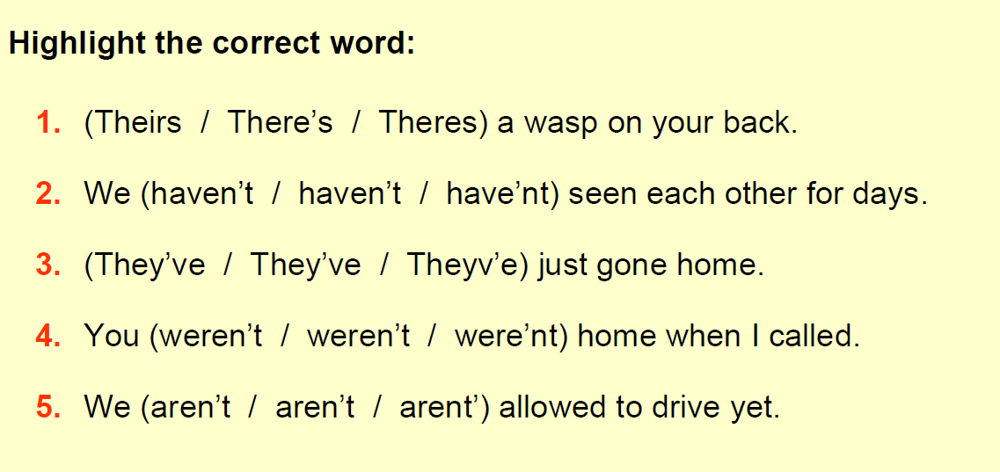 Highlight the correct word:
1. (Theirs / There’s / Theres) a wasp on your back.
2. We (haven’t / haven’t / have’nt) seen each other for days.
3. (They’ve / They’ve / Theyv’e) just gone home.
4. You (weren’t / weren’t / were’nt) home when I called.
5. We (aren’t / aren’t / arent’) allowed to drive yet.